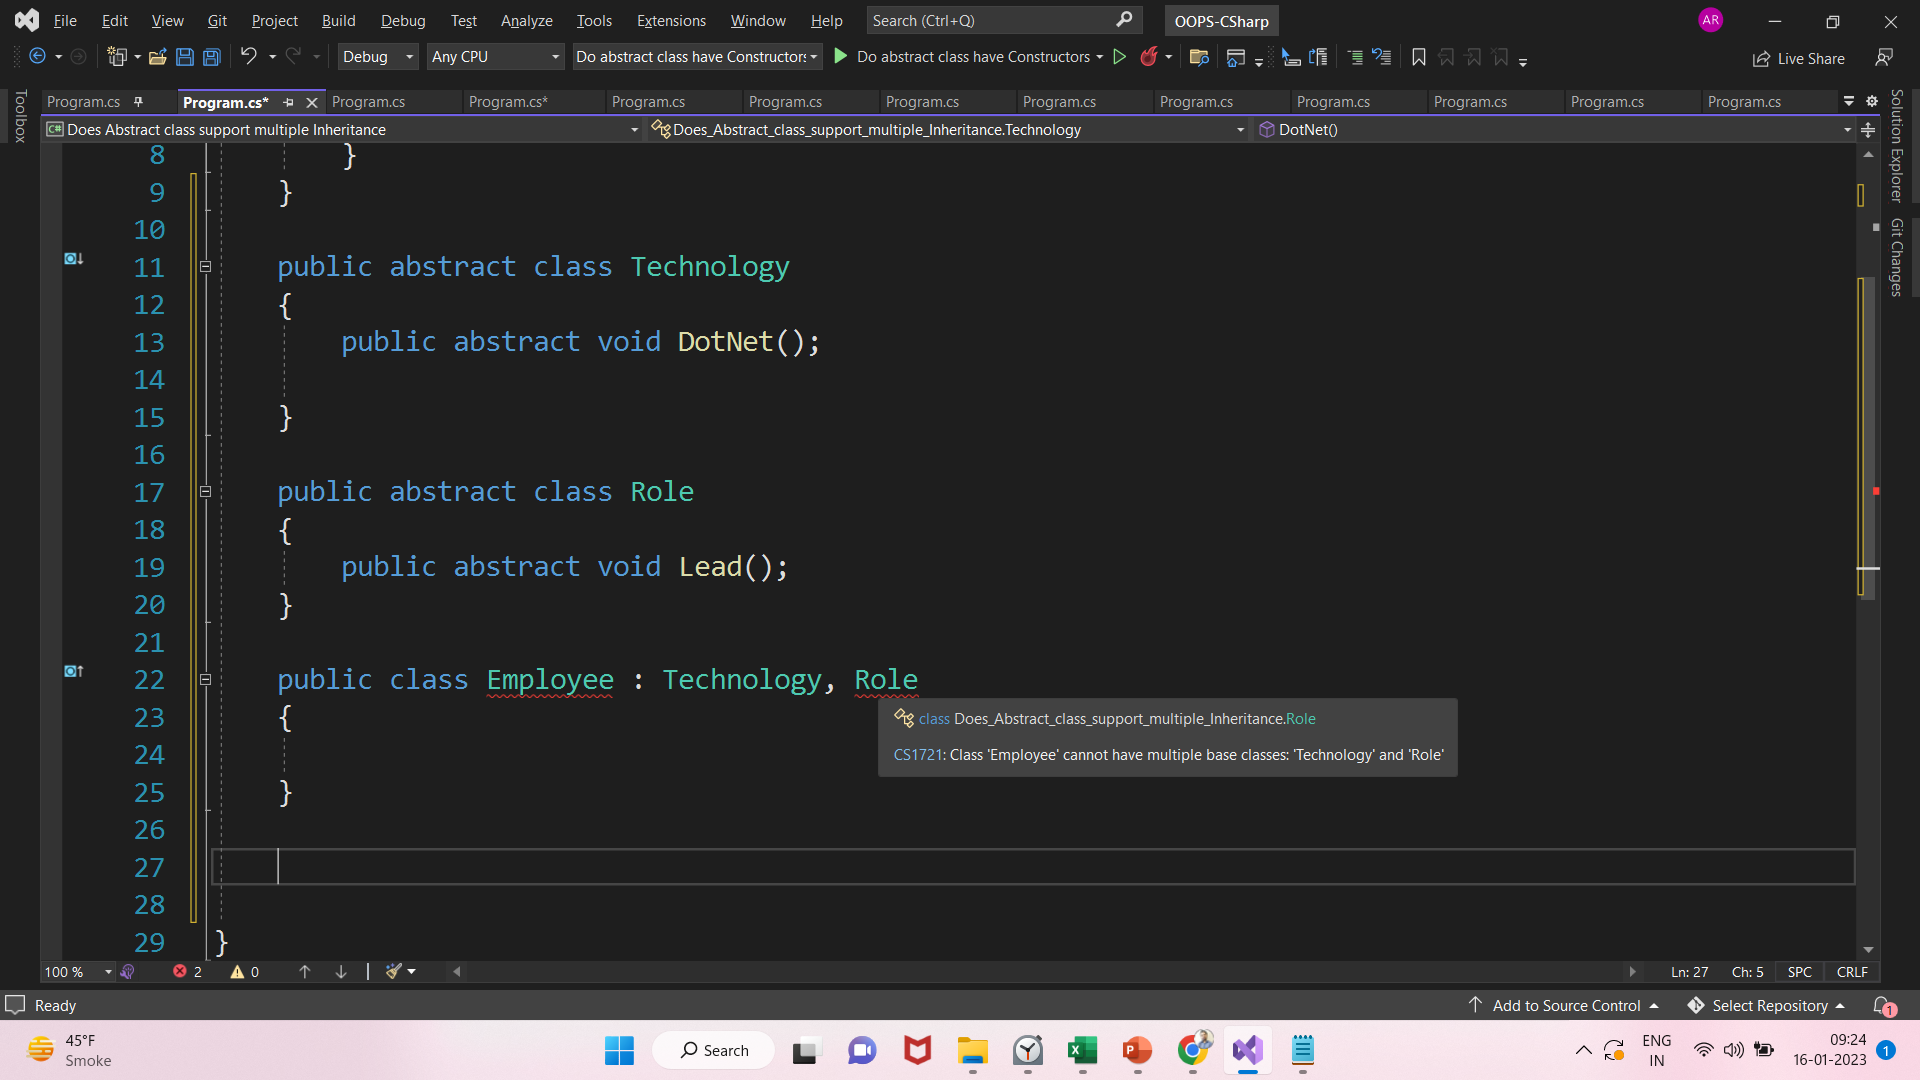 File Edit View Git Project Build Debug Test Analyze Tools Extensions Window Help Search (Ctrl+Q) OOPS-CSharp AR
Debug Any CPU Do abstract class have Constructors Do abstract class have Constructors Live Share
Toolbox
Program.cs Program.cs* Program.cs Program.cs* Program.cs Program.cs Program.cs Program.cs Program.cs Program.cs Program.cs Program.cs Program.cs
C# Does Abstract class support multiple Inheritance Does_Abstract_class_support_multiple_Inheritance.Technology DotNet()
Solution Explorer
Git Changes
8 }
9 }
10
11 public abstract class Technology
12 {
13 public abstract void DotNet();
14
15 }
16
17 public abstract class Role
18 {
19 public abstract void Lead();
20 }
21
22 public class Employee : Technology, Role
23 {
class Does_Abstract_class_support_multiple_Inheritance.Role
24
CS1721: Class 'Employee' cannot have multiple base classes: 'Technology' and 'Role'
25 }
26
27
28
29 }
100 % 2 0 Ln: 27 Ch: 5 SPC CRLF
Ready Add to Source Control Select Repository 1
45°F
Smoke
Search
ENG
IN
09:24
16-01-2023
1